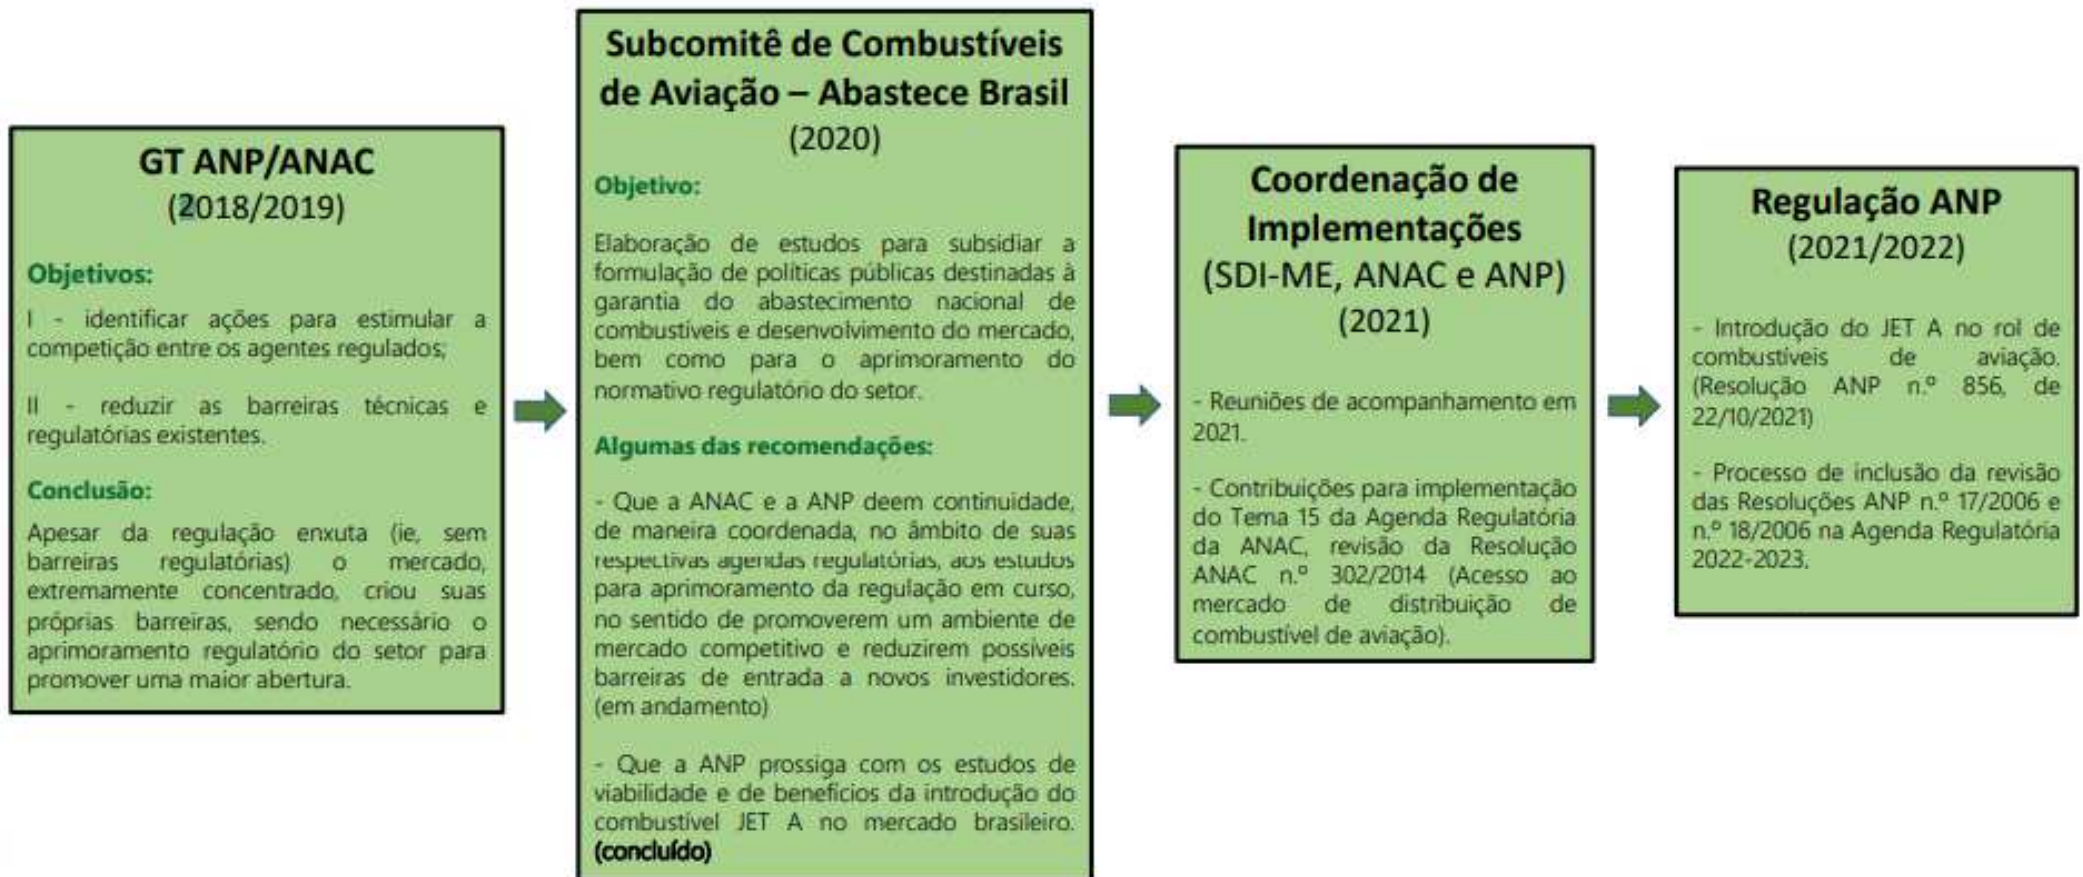 GT ANP/ANAC
(2018/2019)
Objetivos:
I - identificar ações para estimular a
competição entre os agentes regulados;
II - reduzir as barreiras técnicas e
regulatórias existentes.
Conclusão:
Apesar da regulação enxuta (ie, sem
barreiras regulatórias) o mercado,
extremamente concentrado, criou suas
próprias barreiras, sendo necessário o
aprimoramento regulatório do setor para
promover uma maior abertura.
Subcomitê de Combustíveis
de Aviação – Abastece Brasil
(2020)
Objetivo:
Elaboração de estudos para subsidiar a
formulação de políticas públicas destinadas à
garantia do abastecimento nacional de
combustíveis e desenvolvimento do mercado,
bem como para o aprimoramento do
normativo regulatório do setor.
Algumas das recomendações:
- Que a ANAC e a ANP deem continuidade,
de maneira coordenada, no âmbito de suas
respectivas agendas regulatórias, aos estudos
para aprimoramento da regulação em curso,
no sentido de promoverem um ambiente de
mercado competitivo e reduzirem possíveis
barreiras de entrada a novos investidores.
(em andamento)
- Que a ANP prossiga com os estudos de
viabilidade e de benefícios da introdução do
combustível JET A no mercado brasileiro.
(concluído)
Coordenação de
Implementações
(SDI-ME, ANAC e ANP)
(2021)
- Reuniões de acompanhamento em
2021.
- Contribuições para implementação
do Tema 15 da Agenda Regulatória
da ANAC, revisão da Resolução
ANAC n.º 302/2014 (Acesso ao
mercado de distribuição de
combustível de aviação).
Regulação ANP
(2021/2022)
- Introdução do JET A no rol de
combustíveis de aviação.
(Resolução ANP n.º 856, de
22/10/2021)
- Processo de inclusão da revisão
das Resoluções ANP n.º 17/2006 e
n.º 18/2006 na Agenda Regulatória
2022-2023.